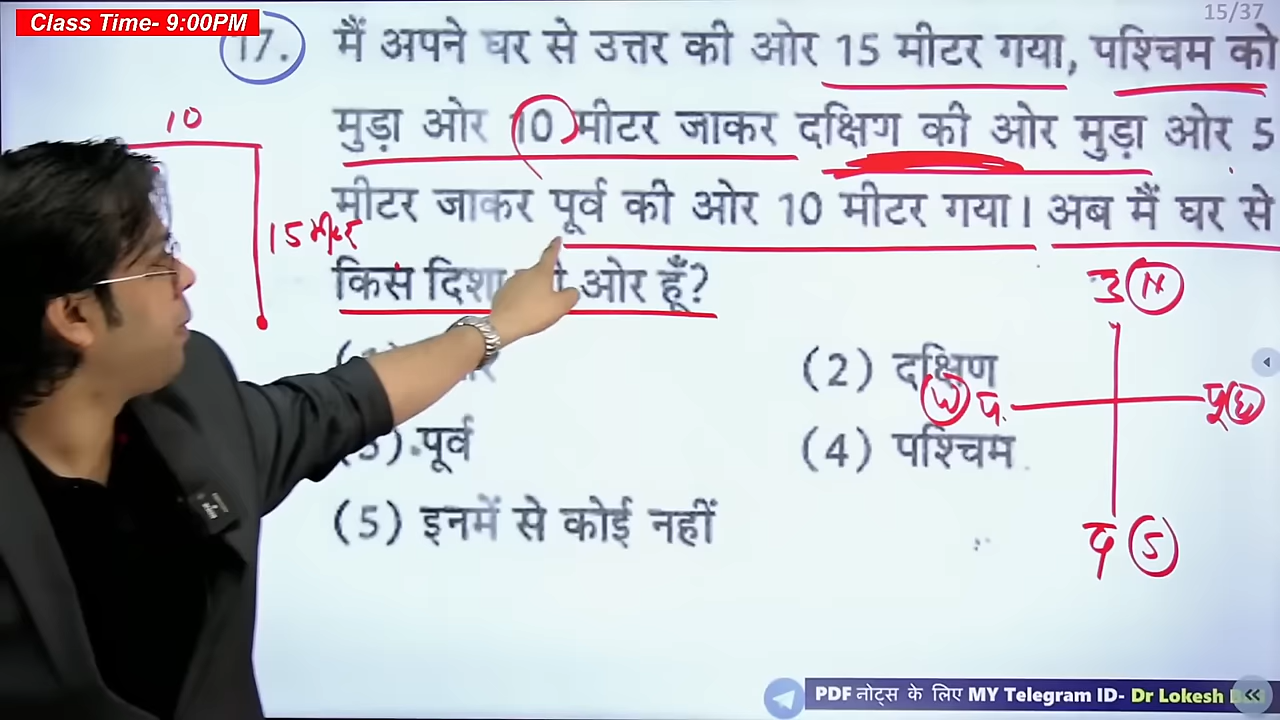 Class Time- 9:00PM
15/37
17. मैं अपने घर से उत्तर की ओर 15 मीटर गया, पश्चिम को
मुड़ा ओर 10 मीटर जाकर दक्षिण की ओर मुड़ा ओर 5
मीटर जाकर पूर्व की ओर 10 मीटर गया। अब मैं घर से
किस दिशा ओर हूँ?
(2) दक्षिण
(3) पूर्व
(4) पश्चिम
(5) इनमें से कोई नहीं
10
15 मीटर
उ (N)
(W) प.
पू (E)
द (S)
PDF नोट्स के लिए MY Telegram ID- Dr Lokesh